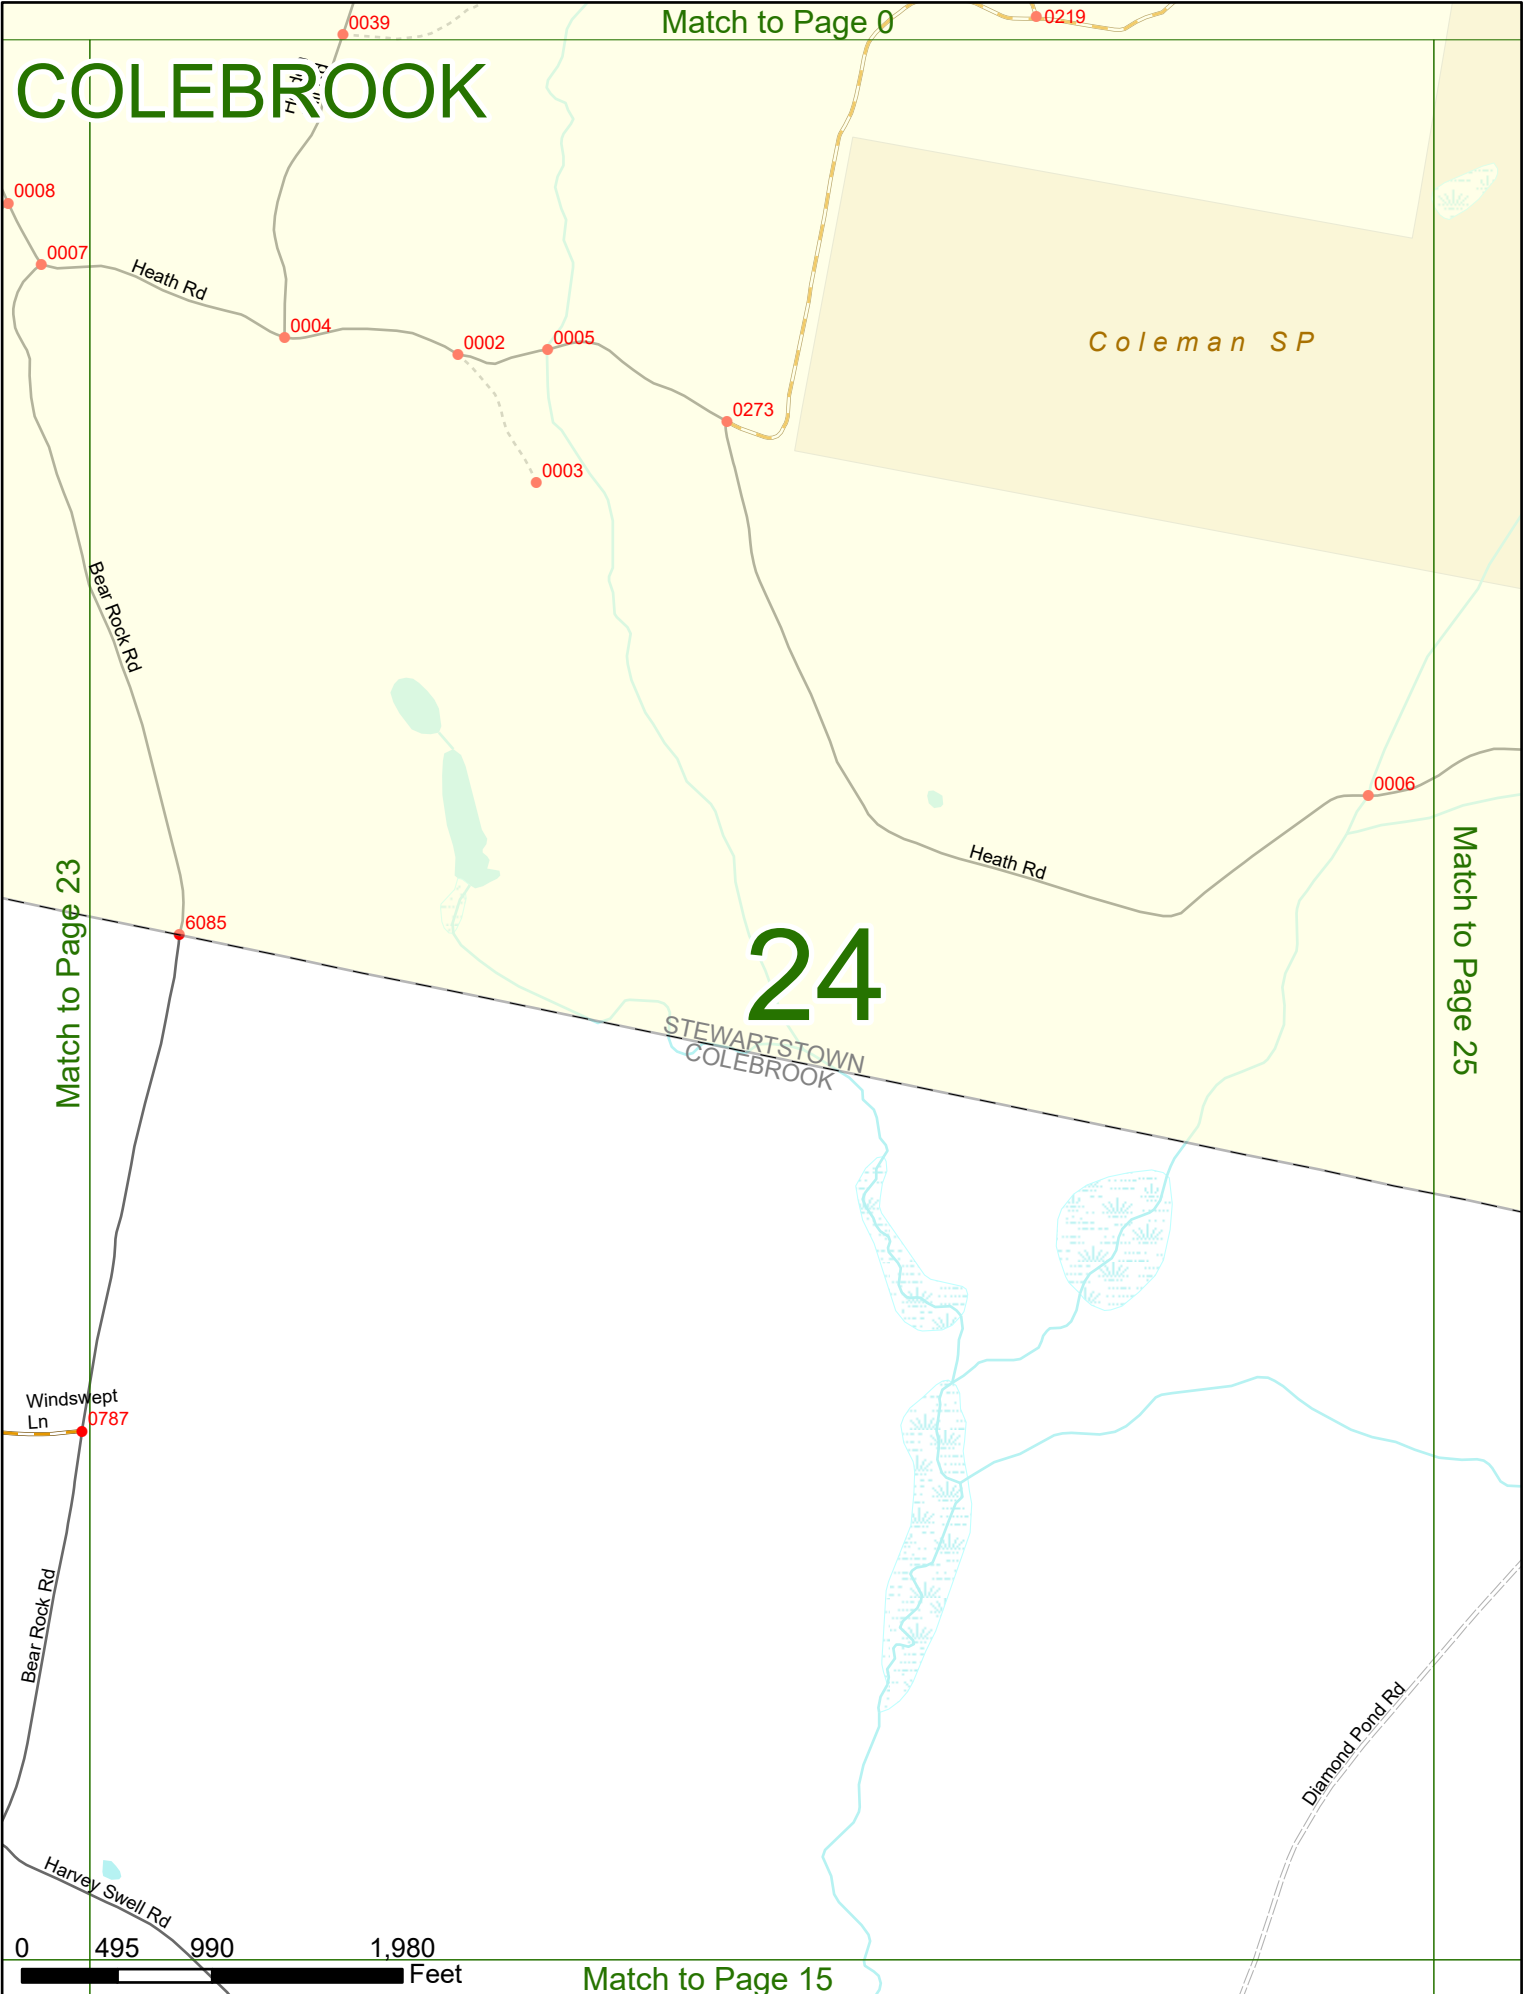 Match to Page 0
0039
0219
COLEBROOK
0008
0007
Heath Rd
0004
0002
0005
Coleman SP
0273
0003
Bear Rock Rd
0006
Heath Rd
Match to Page 23
Match to Page 25
6085
24
STEWARTSTOWN
COLEBROOK
Windswept
Ln
0787
Bear Rock Rd
Diamond Pond Rd
Harvey Swell Rd
0 495 990 1,980
Feet
Match to Page 15